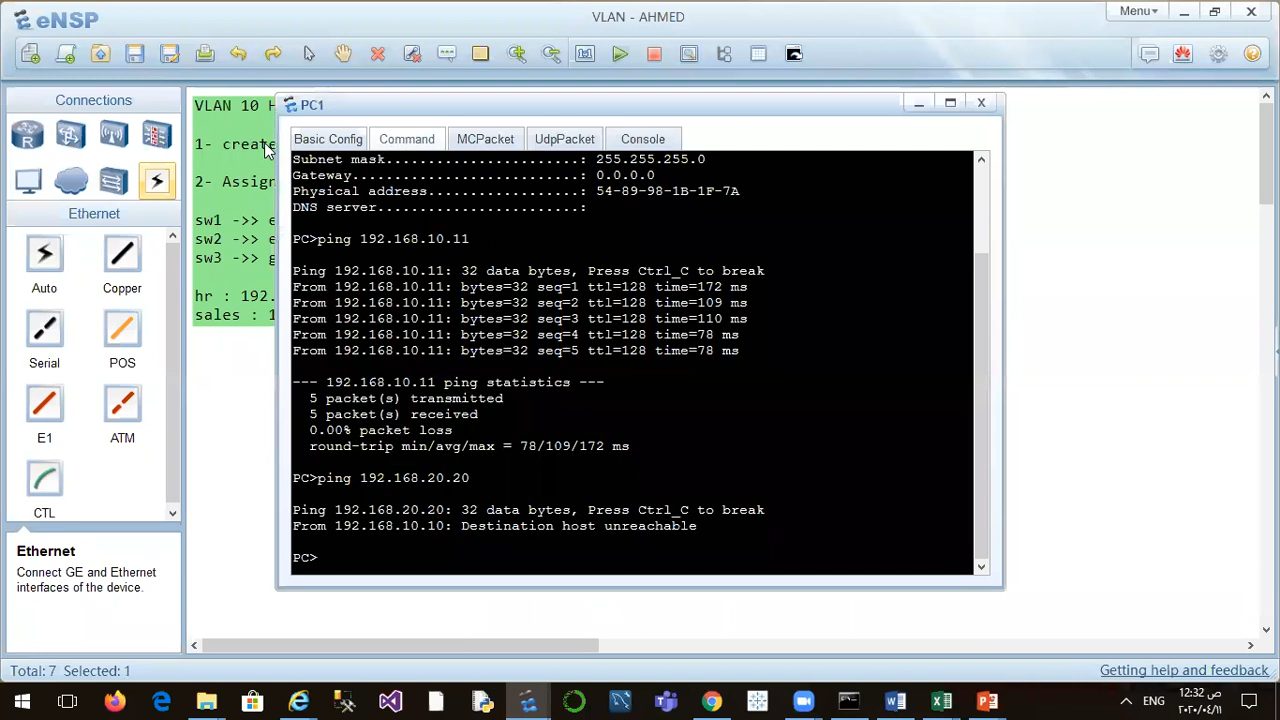 eNSP
VLAN - AHMED
Menu
Connections
Ethernet
Auto
Copper
Serial
POS
E1
ATM
CTL
Ethernet
Connect GE and Ethernet
interfaces of the device.
VLAN 10 H
1- create
2- Assign
sw1 ->> e
sw2 ->> e
sw3 ->> g
hr : 192.
sales : 1
PC1
Basic Config
Command
MCPacket
UdpPacket
Console
Subnet mask.......................: 255.255.255.0
Gateway...........................: 0.0.0.0
Physical address..................: 54-89-98-1B-1F-7A
DNS server........................:
PC>ping 192.168.10.11
Ping 192.168.10.11: 32 data bytes, Press Ctrl_C to break
From 192.168.10.11: bytes=32 seq=1 ttl=128 time=172 ms
From 192.168.10.11: bytes=32 seq=2 ttl=128 time=109 ms
From 192.168.10.11: bytes=32 seq=3 ttl=128 time=110 ms
From 192.168.10.11: bytes=32 seq=4 ttl=128 time=78 ms
From 192.168.10.11: bytes=32 seq=5 ttl=128 time=78 ms
--- 192.168.10.11 ping statistics ---
5 packet(s) transmitted
5 packet(s) received
0.00% packet loss
round-trip min/avg/max = 78/109/172 ms
PC>ping 192.168.20.20
Ping 192.168.20.20: 32 data bytes, Press Ctrl_C to break
From 192.168.10.10: Destination host unreachable
PC>
Total: 7 Selected: 1
Getting help and feedback
ENG
12:32 ص
٢٠٢٠/٠٤/١١